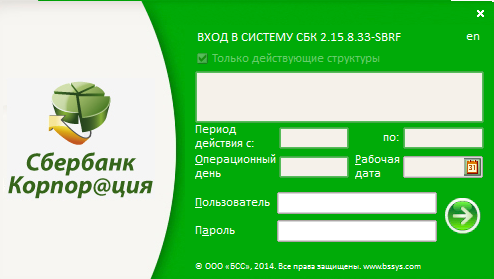 ВХОД В СИСТЕМУ СБК 2.15.8.33-SBRF
en
Только действующие структуры
Период
действия с:
по:
Операционный
день
Рабочая
дата
31
Сбербанк
Корпор@ция
Пользователь
Пароль
© ООО «БСС», 2014. Все права защищены. www.bssys.com